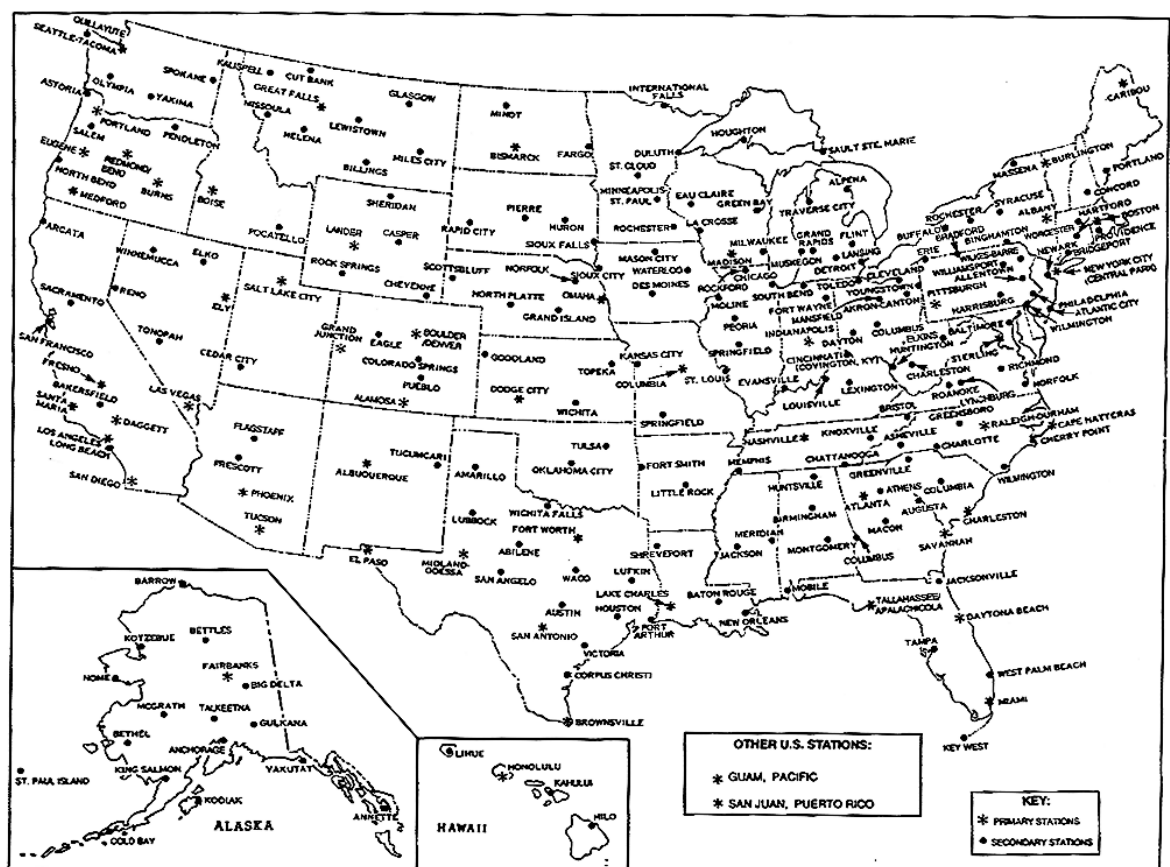 QUILLAYUTE
SEATTLE-TACOMA
OLYMPIA
SPOKANE
YAKIMA
ASTORIA
PORTLAND
SALEM
PENDLETON
EUGENE
REDMOND/
BEND
NORTH BEND
BURNS
MEDFORD
KALISPELL
CUT BANK
GREAT FALLS
MISSOULA
GLASGOW
LEWISTOWN
HELENA
MILES CITY
BILLINGS
BOISE
POCATELLO
SHERIDAN
LANDER
CASPER
ROCK SPRINGS
CHEYENNE
MINOT
BISMARCK
FARGO
PIERRE
HURON
RAPID CITY
SIOUX FALLS
SCOTTSBLUFF
NORFOLK
NORTH PLATTE
OMAHA
GRAND ISLAND
INTERNATIONAL
FALLS
DULUTH
ST. CLOUD
MINNEAPOLIS
ST. PAUL
ROCHESTER
HOUGHTON
SAULT STE. MARIE
EAU CLAIRE
GREEN BAY
LA CROSSE
MADISON
MILWAUKEE
ALPENA
TRAVERSE CITY
GRAND
RAPIDS
FLINT
MUSKEGON
LANSING
DETROIT
MASON CITY
SIOUX CITY
WATERLOO
DES MOINES
CHICAGO
ROCKFORD
MOLINE
PEORIA
SPRINGFIELD
SOUTH BEND
FORT WAYNE
INDIANAPOLIS
EVANSVILLE
TOLEDO
CLEVELAND
YOUNGSTOWN
MANSFIELD
AKRON-CANTON
DAYTON
COLUMBUS
CINCINNATI
(COVINGTON, KY)
LOUISVILLE
LEXINGTON
HUNTINGTON
CHARLESTON
ELKINS
CARIBOU
MASSENA
BURLINGTON
PORTLAND
CONCORD
SYRACUSE
ROCHESTER
ALBANY
BUFFALO
BRADFORD
BINGHAMTON
WORCESTER
HARTFORD
BOSTON
PROVIDENCE
BRIDGEPORT
ERIE
WILKES-BARRE
NEWARK
WILLIAMSPORT
ALLENTOWN
NEW YORK CITY
(CENTRAL PARK)
PITTSBURGH
HARRISBURG
PHILADELPHIA
ATLANTIC CITY
WILMINGTON
BALTIMORE
STERLING
RICHMOND
ROANOKE
LYNCHBURG
NORFOLK
ARCATA
WINNEMUCCA
ELKO
RENO
ELY
SACRAMENTO
TONOPAH
SAN FRANCISCO
FRESNO
BAKERSFIELD
SANTA
MARIA
DAGGETT
LOS ANGELES
LONG BEACH
SAN DIEGO
LAS VEGAS
SALT LAKE CITY
CEDAR CITY
GRAND
JUNCTION
EAGLE
BOULDER
/DENVER
COLORADO SPRINGS
PUEBLO
ALAMOSA
GOODLAND
TOPEKA
DODGE CITY
WICHITA
KANSAS CITY
COLUMBIA
ST. LOUIS
SPRINGFIELD
FLAGSTAFF
PRESCOTT
PHOENIX
TUCSON
ALBUQUERQUE
TUCUMCARI
TULSA
OKLAHOMA CITY
FORT SMITH
LITTLE ROCK
AMARILLO
LUBBOCK
WICHITA FALLS
FORT WORTH
ABILENE
EL PASO
MIDLAND-
ODESSA
SAN ANGELO
WACO
LUFKIN
AUSTIN
HOUSTON
SAN ANTONIO
PORT
ARTHUR
VICTORIA
CORPUS CHRISTI
BROWNSVILLE
SHREVEPORT
LAKE CHARLES
BATON ROUGE
NEW ORLEANS
NASHVILLE
KNOXVILLE
BRISTOL
MEMPHIS
CHATTANOOGA
GREENSBORO
RALEIGH-DURHAM
CAPE HATTERAS
CHERRY POINT
ASHEVILLE
CHARLOTTE
WILMINGTON
GREENVILLE
COLUMBIA
CHARLESTON
HUNTSVILLE
BIRMINGHAM
MONTGOMERY
MOBILE
MERIDIAN
JACKSON
ATHENS
ATLANTA
AUGUSTA
MACON
COLUMBUS
SAVANNAH
JACKSONVILLE
TALLAHASSEE/
APALACHICOLA
DAYTONA BEACH
TAMPA
WEST PALM BEACH
MIAMI
KEY WEST
BARROW
KOTZEBUE
BETTLES
FAIRBANKS
NOME
BIG DELTA
MCGRATH
TALKEETNA
GULKANA
BETHEL
ANCHORAGE
YAKUTAT
ST. PAUL ISLAND
KING SALMON
KODIAK
ANNETTE
COLD BAY
ALASKA
LIHUE
HONOLULU
KAHULUI
HILO
HAWAII
OTHER U.S. STATIONS:
* GUAM, PACIFIC
* SAN JUAN, PUERTO RICO
KEY:
* PRIMARY STATIONS
● SECONDARY STATIONS